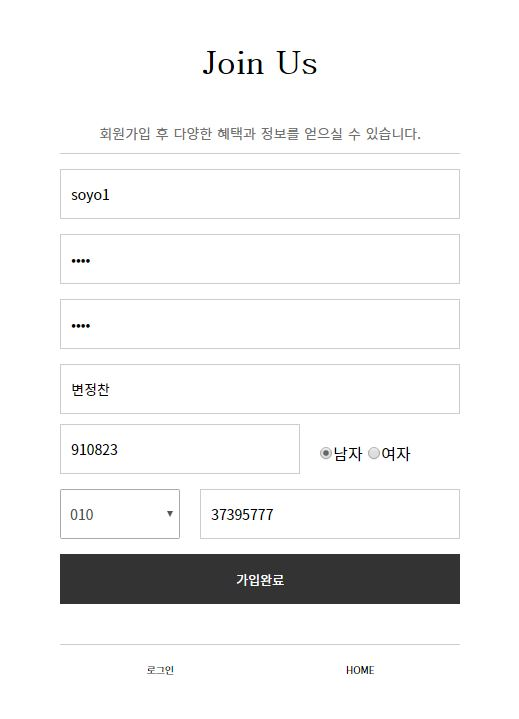 Join Us
회원가입 후 다양한 혜택과 정보를 얻으실 수 있습니다.
soyo1
••••
••••
변정찬
910823 남자 여자
010 37395777
가입완료
로그인 HOME